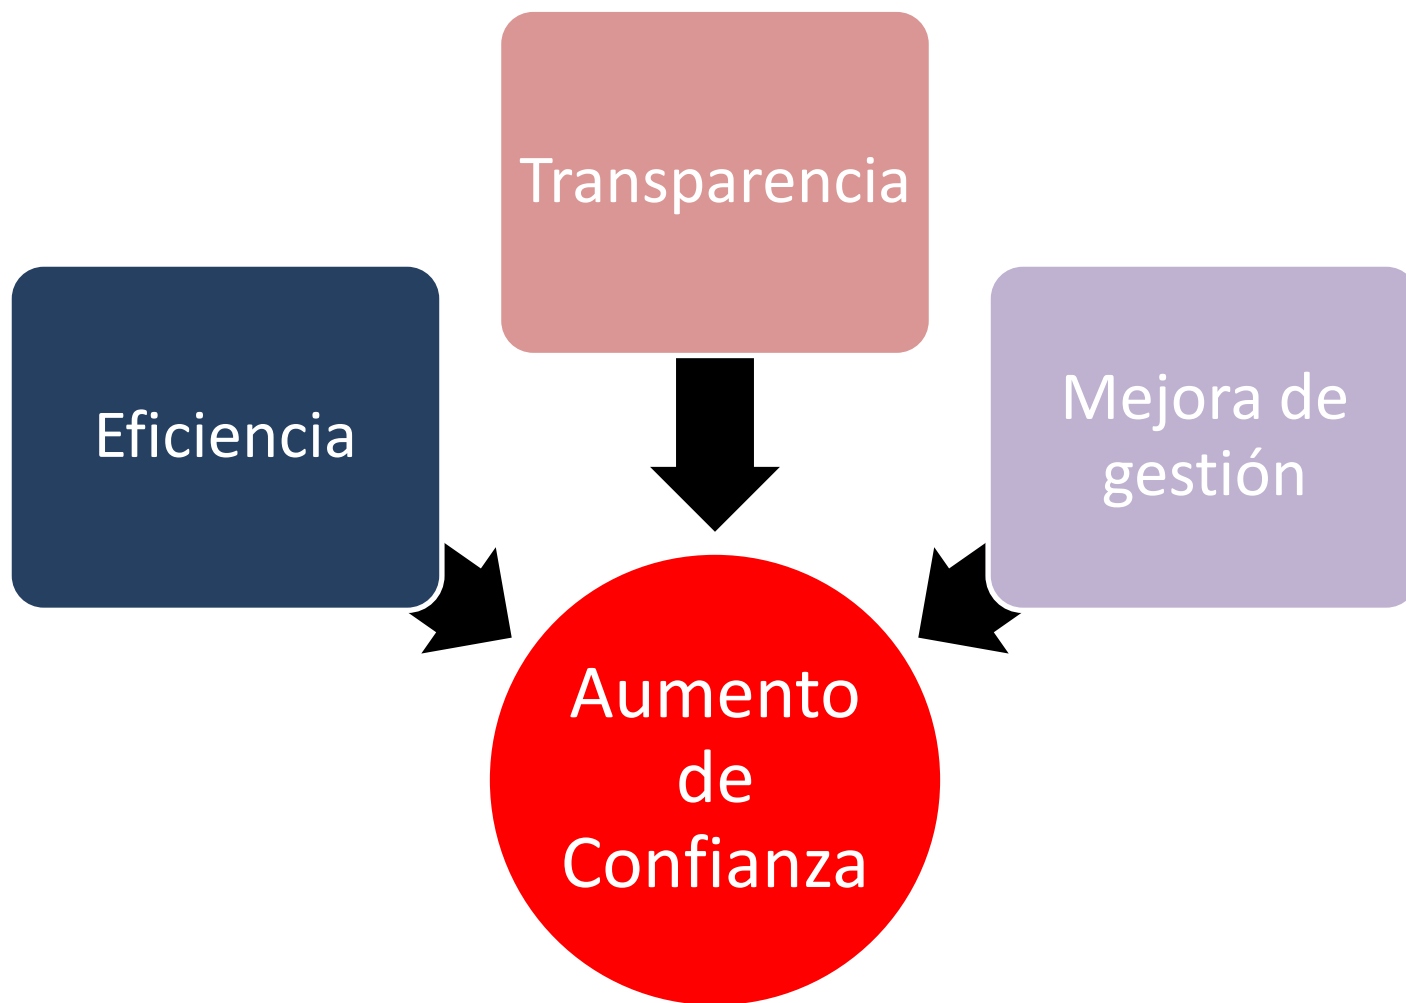 Transparencia
Eficiencia
Mejora de
gestión
Aumento
de
Confianza